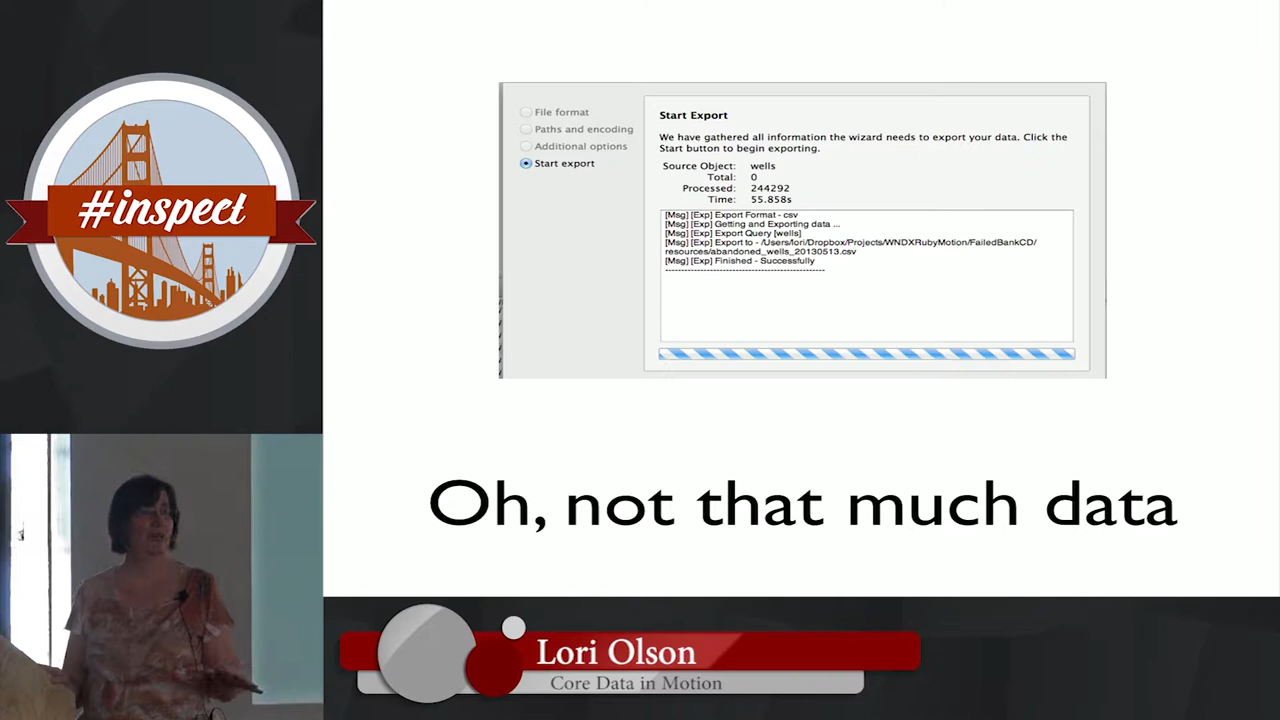 #inspect
File format
Paths and encoding
Additional options
Start export
Start Export
We have gathered all information the wizard needs to export your data. Click the
Start button to begin exporting.
Source Object: wells
Total: 0
Processed: 244292
Time: 55.858s
[Msg] [Exp] Export Format - csv
[Msg] [Exp] Getting and Exporting data ...
[Msg] [Exp] Export Query [wells]
[Msg] [Exp] Export to - /Users/lori/Dropbox/Projects/WNDXRubyMotion/FailedBankCD/
resources/abandoned_wells_20130513.csv
[Msg] [Exp] Finished - Successfully
--------------------------------------------------
Oh, not that much data
Lori Olson
Core Data in Motion